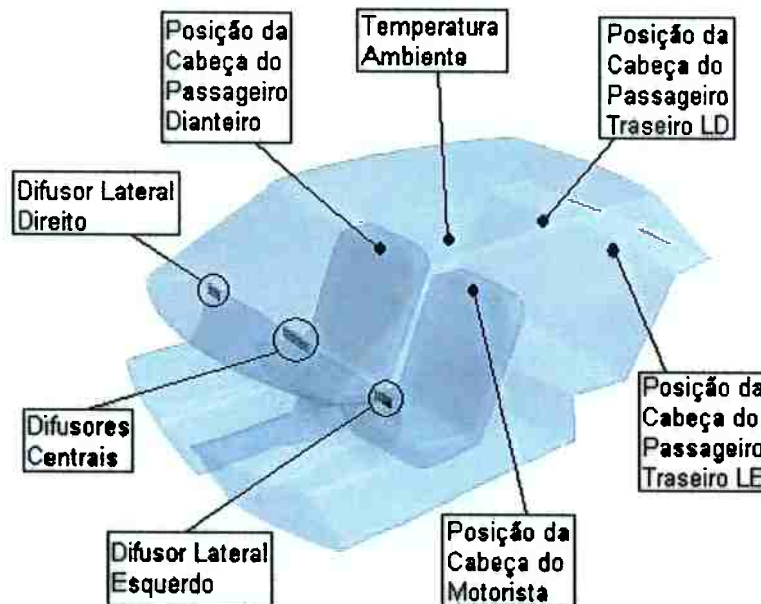 Posição da
Cabeça do
Passageiro
Dianteiro
Temperatura
Ambiente
Posição da
Cabeça do
Passageiro
Traseiro LD
Difusor Lateral
Direito
Difusores
Centrais
Posição da
Cabeça do
Passageiro
Traseiro LE
Difusor Lateral
Esquerdo
Posição da
Cabeça do
Motorista